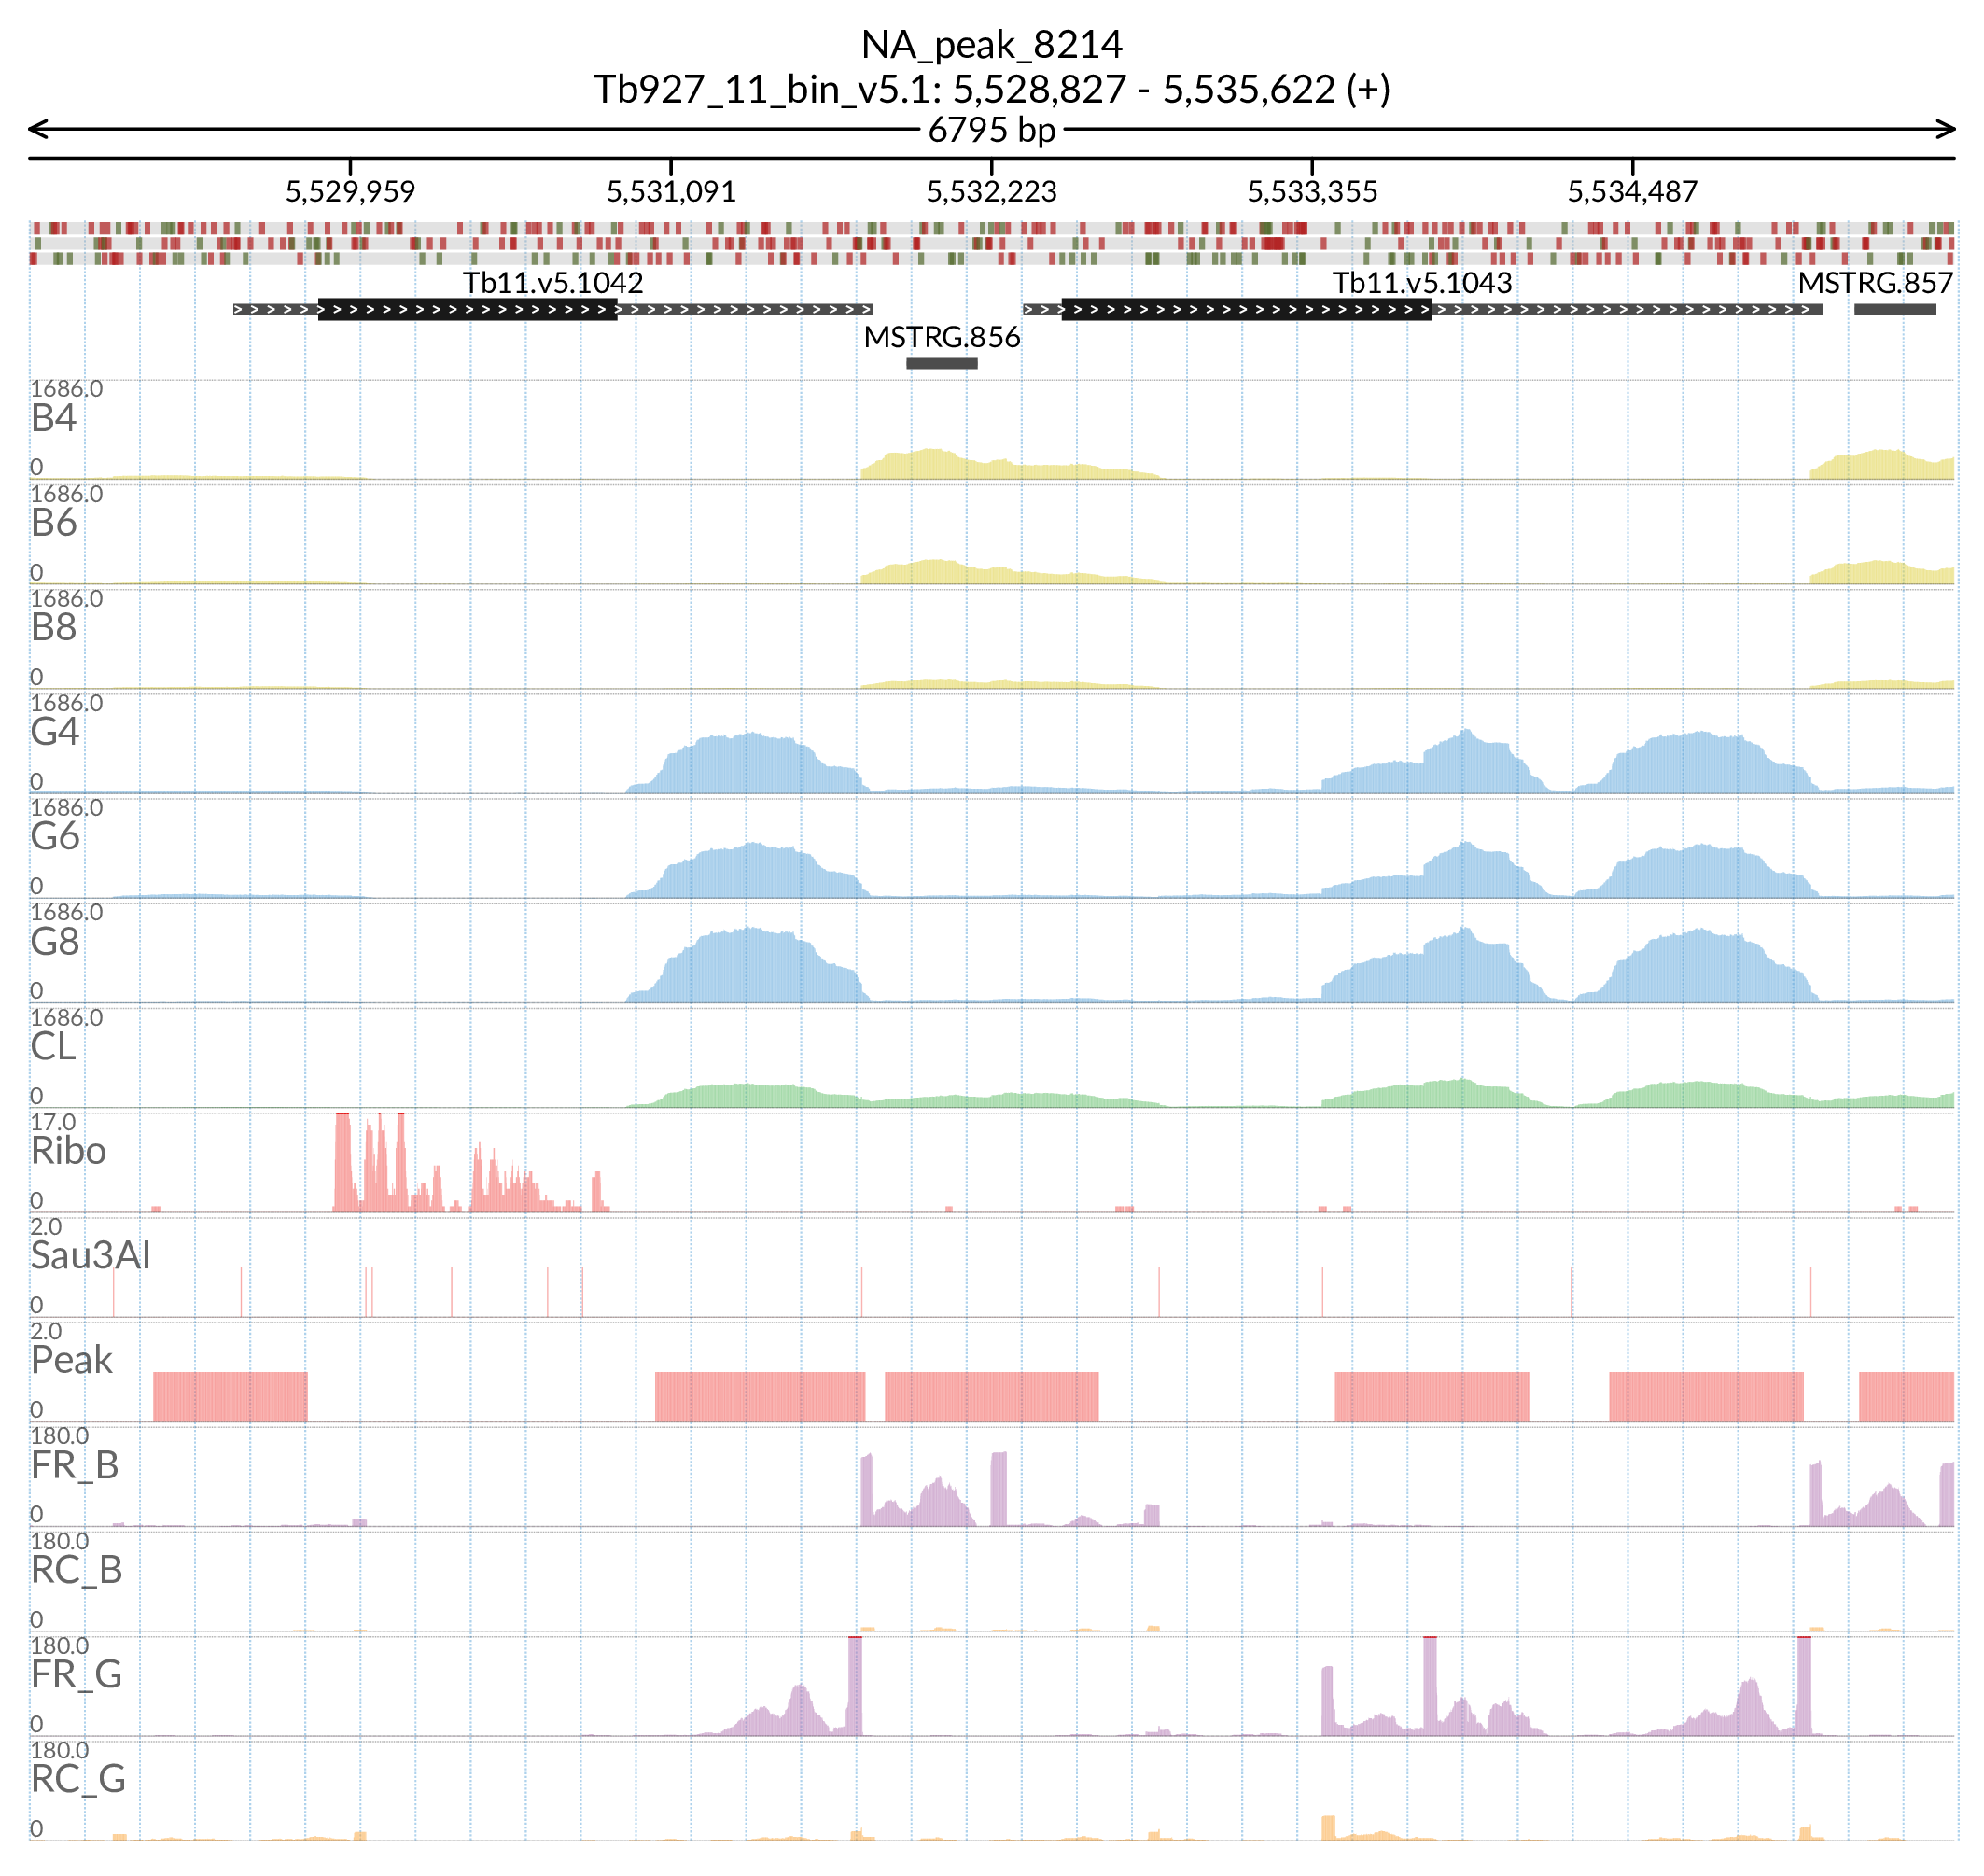 NA_peak_8214
Tb927_11_bin_v5.1: 5,528,827 - 5,535,622 (+)
6795 bp
5,529,959 5,531,091 5,532,223 5,533,355 5,534,487
Tb11.v5.1042 Tb11.v5.1043 MSTRG.857
MSTRG.856
1686.0
B4
0
1686.0
B6
0
1686.0
B8
0
1686.0
G4
0
1686.0
G6
0
1686.0
G8
0
1686.0
CL
0
17.0
Ribo
0
2.0
Sau3AI
0
2.0
Peak
0
180.0
FR_B
0
180.0
RC_B
0
180.0
FR_G
0
180.0
RC_G
0